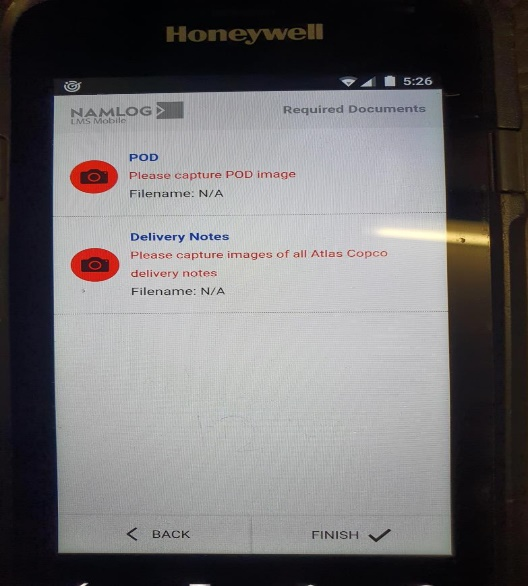 Honeywell
5:26
NAMLOG
LMS Mobile
Required Documents
POD
Please capture POD image
Filename: N/A
Delivery Notes
Please capture images of all Atlas Copco
delivery notes
Filename: N/A
BACK
FINISH